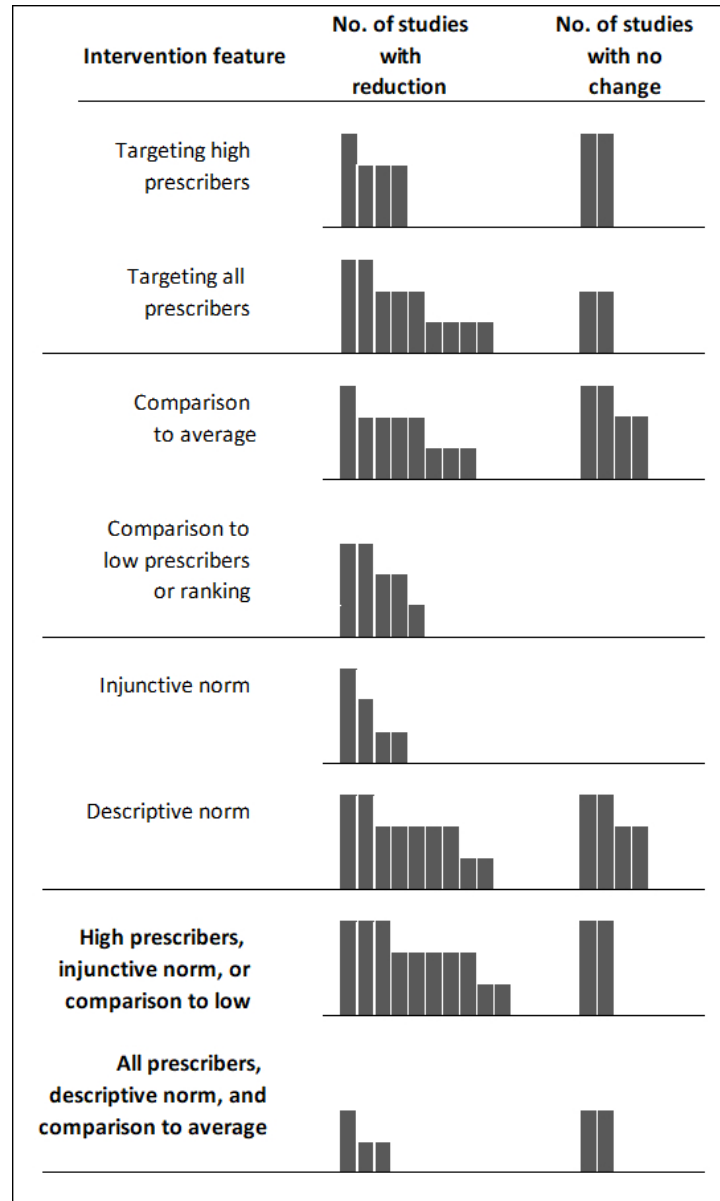 Intervention feature
No. of studies
with
reduction
No. of studies
with no
change
Targeting high
prescribers
Targeting all
prescribers
Comparison
to average
Comparison to
low prescribers
or ranking
Injunctive norm
Descriptive norm
High prescribers,
injunctive norm, or
comparison to low
All prescribers,
descriptive norm, and
comparison to average